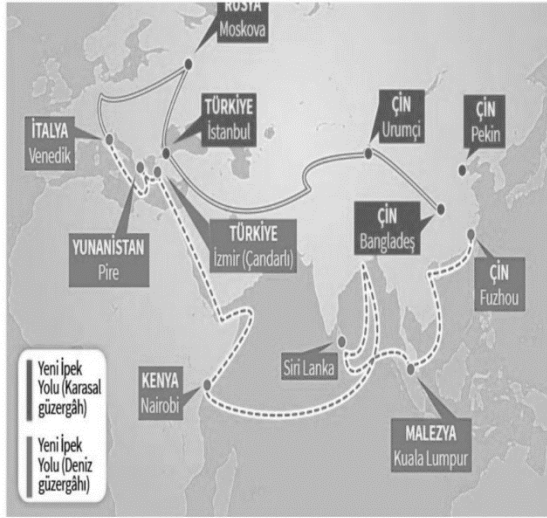 RUSYA
Moskova
İTALYA
Venedik
TÜRKİYE
İstanbul
ÇİN
Urumçi
ÇİN
Pekin
YUNANİSTAN
Pire
TÜRKİYE
İzmir (Çandarlı)
ÇİN
Bangladeş
ÇİN
Fuzhou
Siri Lanka
KENYA
Nairobi
MALEZYA
Kuala Lumpur
Yeni İpek
Yolu (Karasal
güzergâh)
Yeni İpek
Yolu (Deniz
güzergâhı)